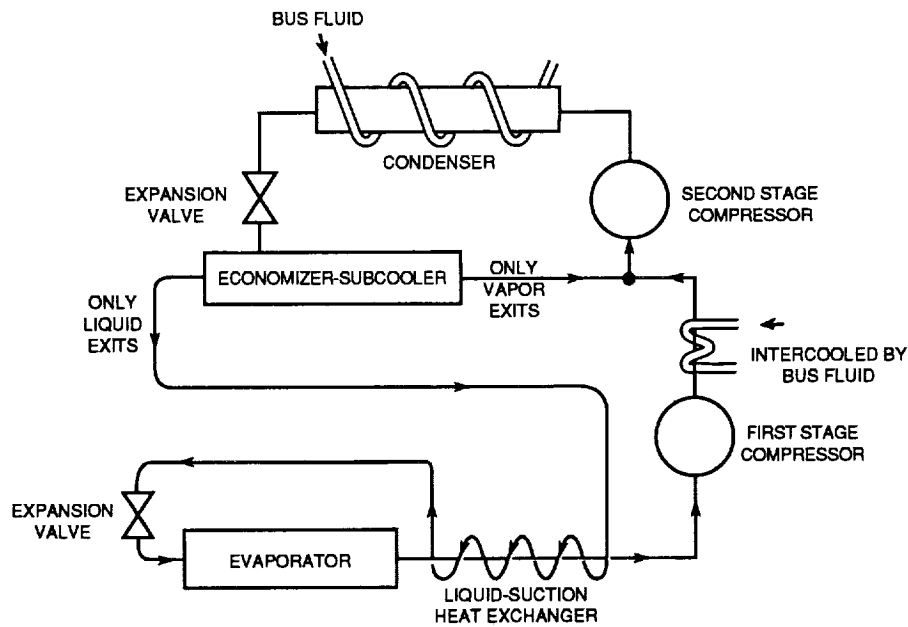 BUS FLUID
CONDENSER
EXPANSION
VALVE
SECOND STAGE
COMPRESSOR
ECONOMIZER-SUBCOOLER
ONLY
VAPOR
EXITS
ONLY
LIQUID
EXITS
INTERCOOLED BY
BUS FLUID
FIRST STAGE
COMPRESSOR
EXPANSION
VALVE
EVAPORATOR
LIQUID-SUCTION
HEAT EXCHANGER